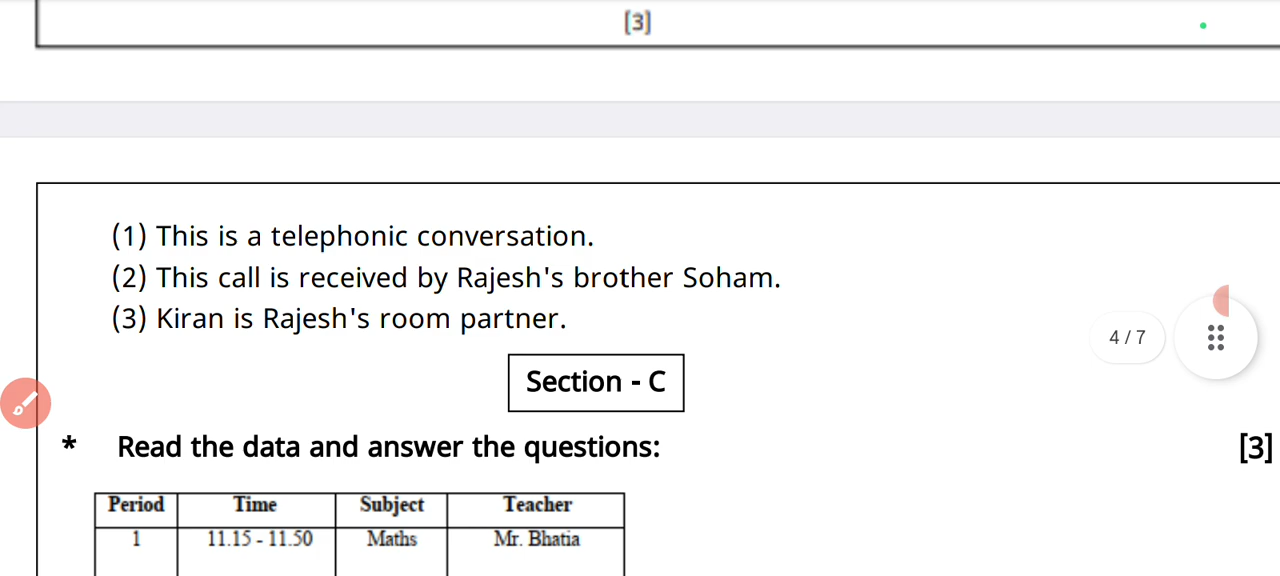 [3]
(1) This is a telephonic conversation.
(2) This call is received by Rajesh's brother Soham.
(3) Kiran is Rajesh's room partner.
4 / 7
Section - C
* Read the data and answer the questions: [3]
Period Time Subject Teacher
1 11.15 - 11.50 Maths Mr. Bhatia